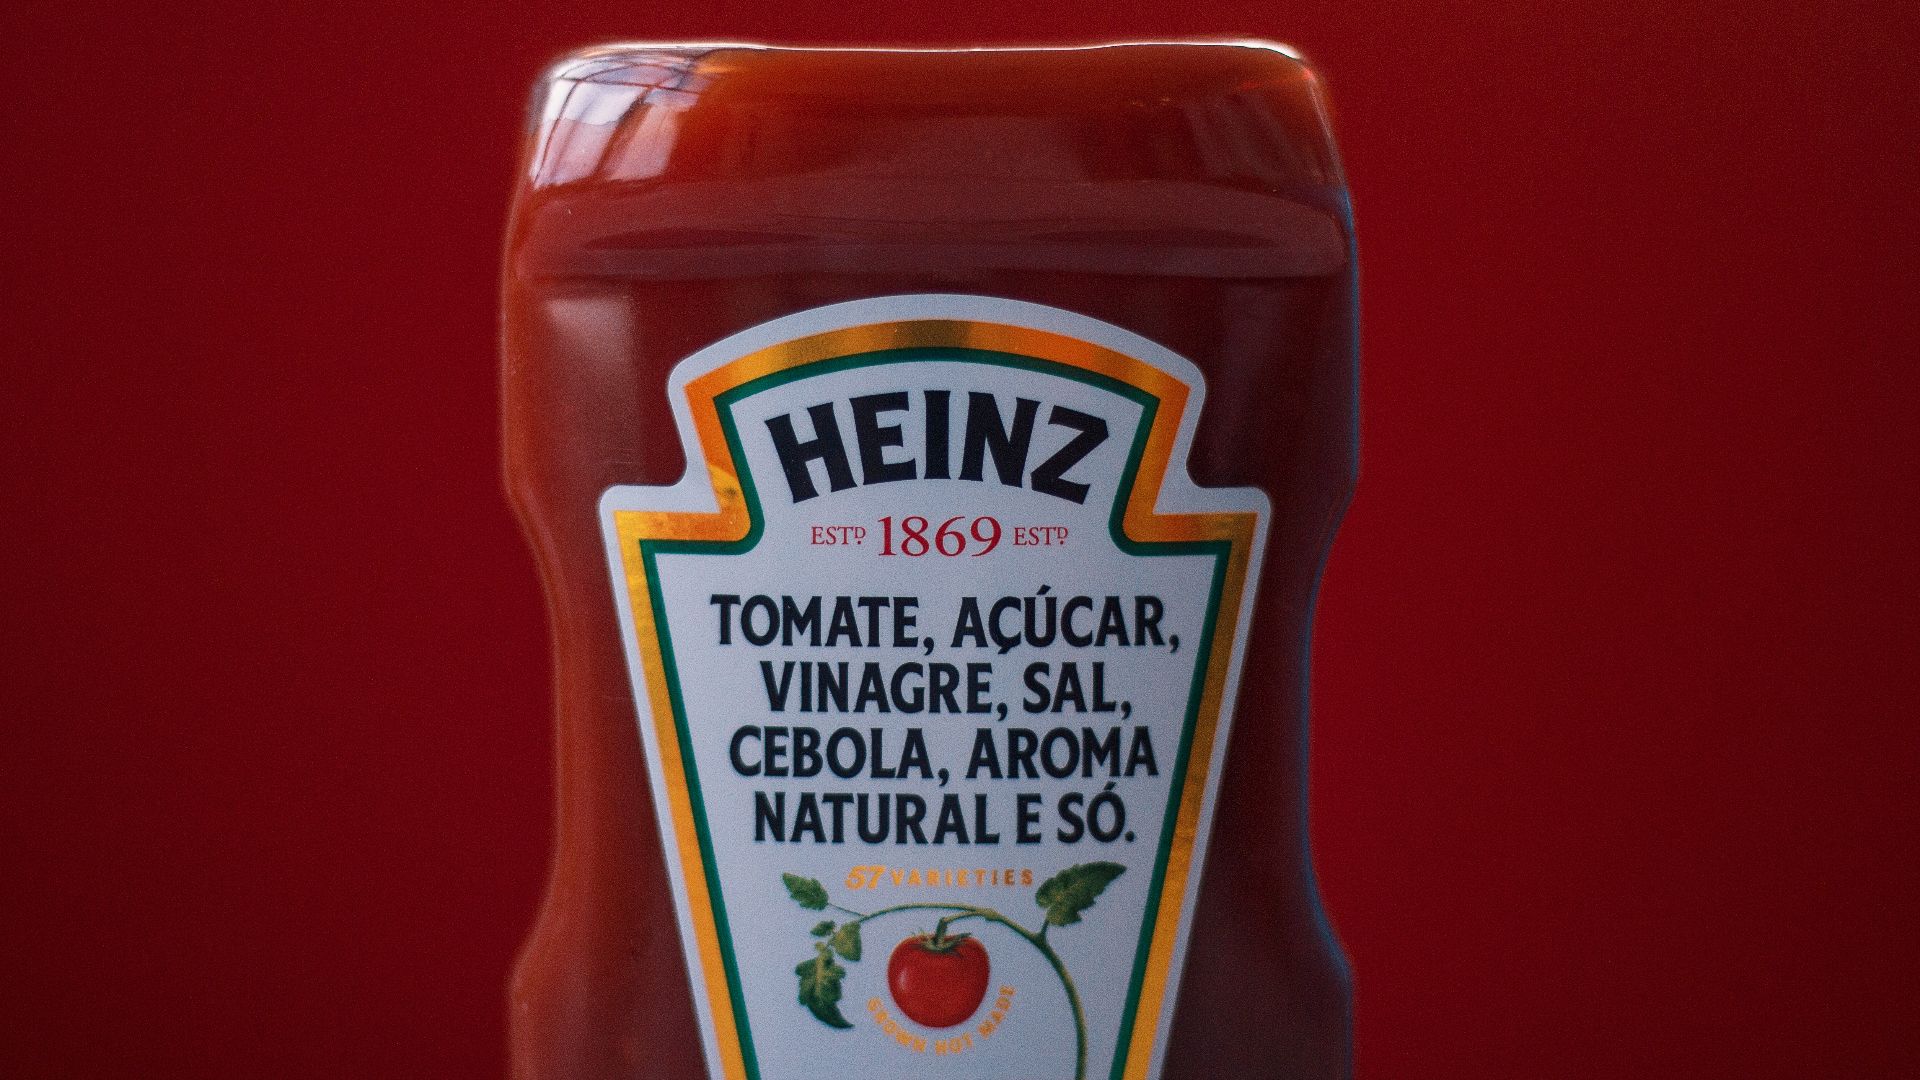 HEINZ
ESTD 1869 ESTD
TOMATE, AÇÚCAR,
VINAGRE, SAL,
CEBOLA, AROMA
NATURAL E SÓ.
57 VARIETIES
GROWN NOT MADE